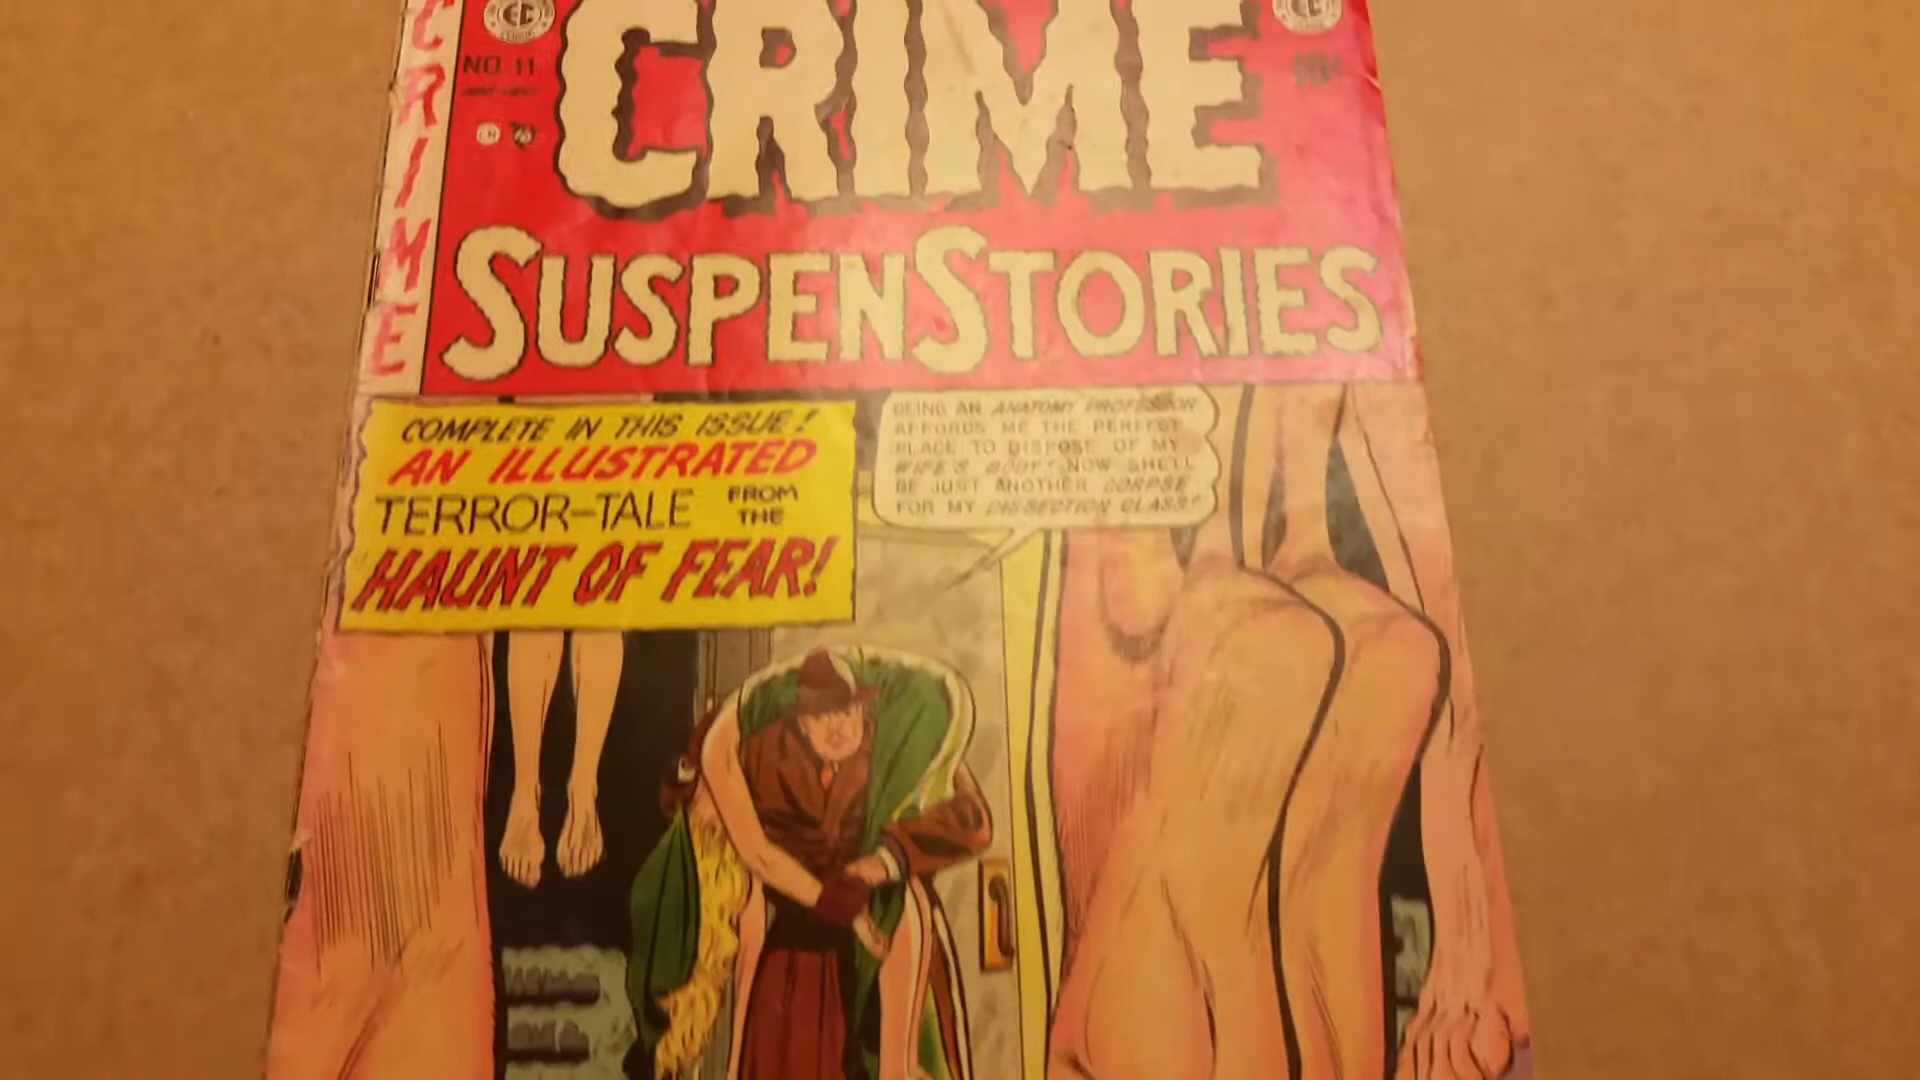 CRIME
EC
EC
NO. 11
10¢
CRIME
SUSPENSTORIES
COMPLETE IN THIS ISSUE!
AN ILLUSTRATED
TERROR-TALE FROM
THE
HAUNT OF FEAR!
BEING AN ANATOMY PROFESSOR
AFFORDS ME THE PERFECT
PLACE TO DISPOSE OF MY
WIFE'S BODY! NOW SHE'LL
BE JUST ANOTHER CORPSE
FOR MY DISSECTION CLASS!